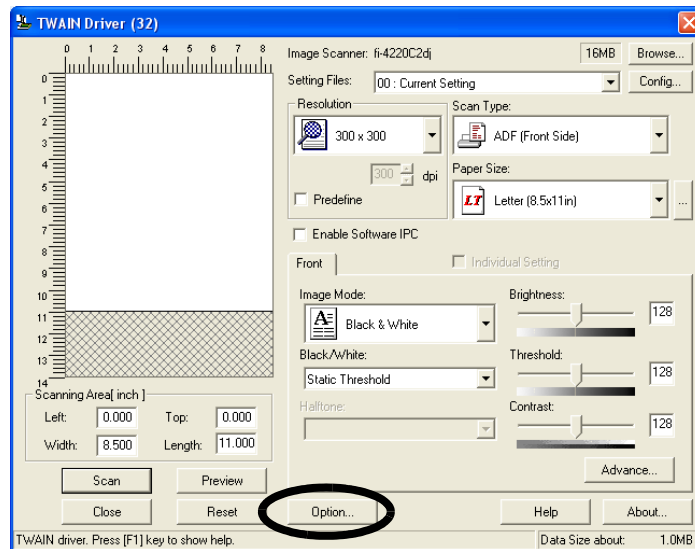 TWAIN Driver (32)
0 1 2 3 4 5 6 7 8
Image Scanner: fi-4220C2dj 16MB Browse...
Setting Files: 00 : Current Setting Config...
0
1
2
3
4
5
6
7
8
9
10
11
12
13
14
Resolution
300 x 300
300 dpi
Predefine
Scan Type:
ADF (Front Side)
Paper Size:
LT Letter (8.5x11in) ...
Enable Software IPC
Front Individual Setting
Image Mode:
A Black & White
Black/White:
Static Threshold
Halftone:
Brightness:
128
Threshold:
128
Contrast:
128
Advance...
Scanning Area[ inch ]
Left: 0.000 Top: 0.000
Width: 8.500 Length: 11.000
Scan Preview
Close Reset Option... Help About...
TWAIN driver. Press [F1] key to show help. Data Size about: 1.0MB